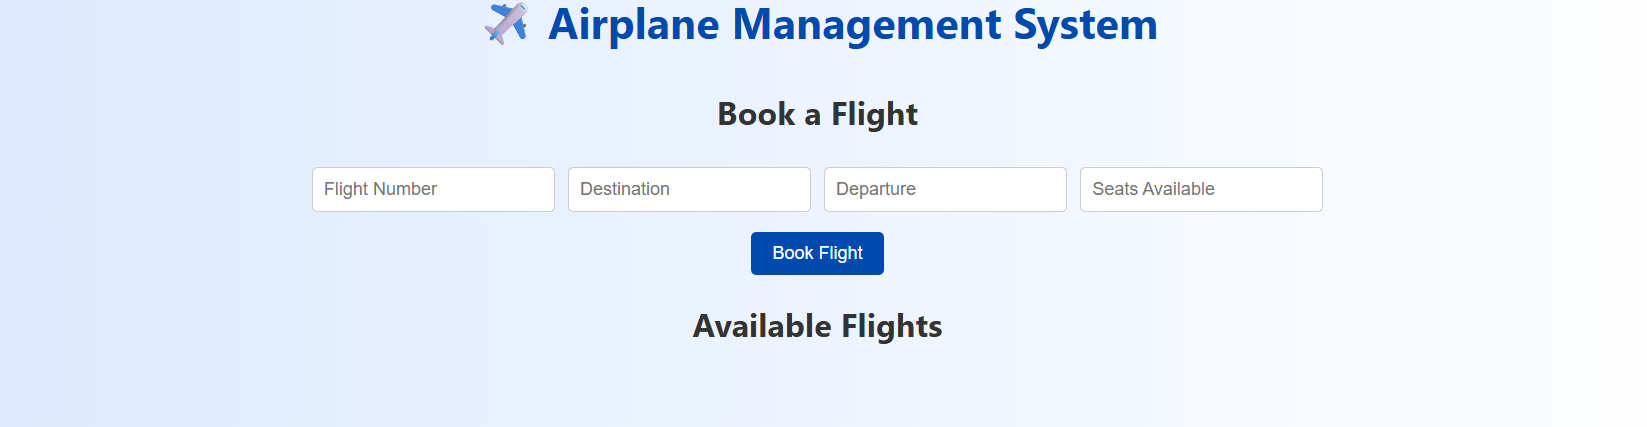 Airplane Management System
Book a Flight
Flight Number Destination Departure Seats Available
Book Flight
Available Flights